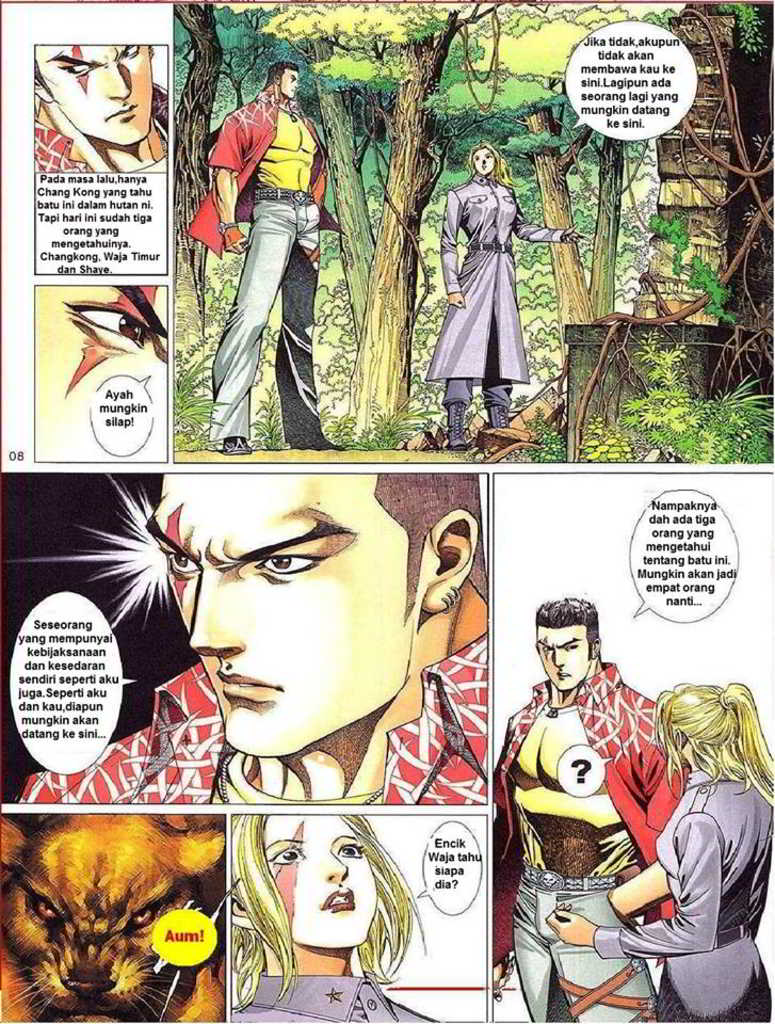 Pada masa lalu,hanya
Chang Kong yang tahu
batu ini dalam hutan ni.
Tapi hari ini sudah tiga
orang yang
mengetahuinya.
Changkong, Waja Timur
dan Shaye.
Jika tidak,akupun
tidak akan
membawa kau ke
sini.Lagipun ada
seorang lagi yang
mungkin datang
ke sini.
Ayah
mungkin
silap!
08
Nampaknya
dah ada tiga
orang yang
mengetahui
tentang batu ini.
Mungkin akan jadi
empat orang
nanti...
Seseorang
yang mempunyai
kebijaksanaan
dan kesedaran
sendiri seperti aku
juga.Seperti aku
dan kau,diapun
mungkin akan
datang ke sini...
?
Aum!
Encik
Waja tahu
siapa
dia?